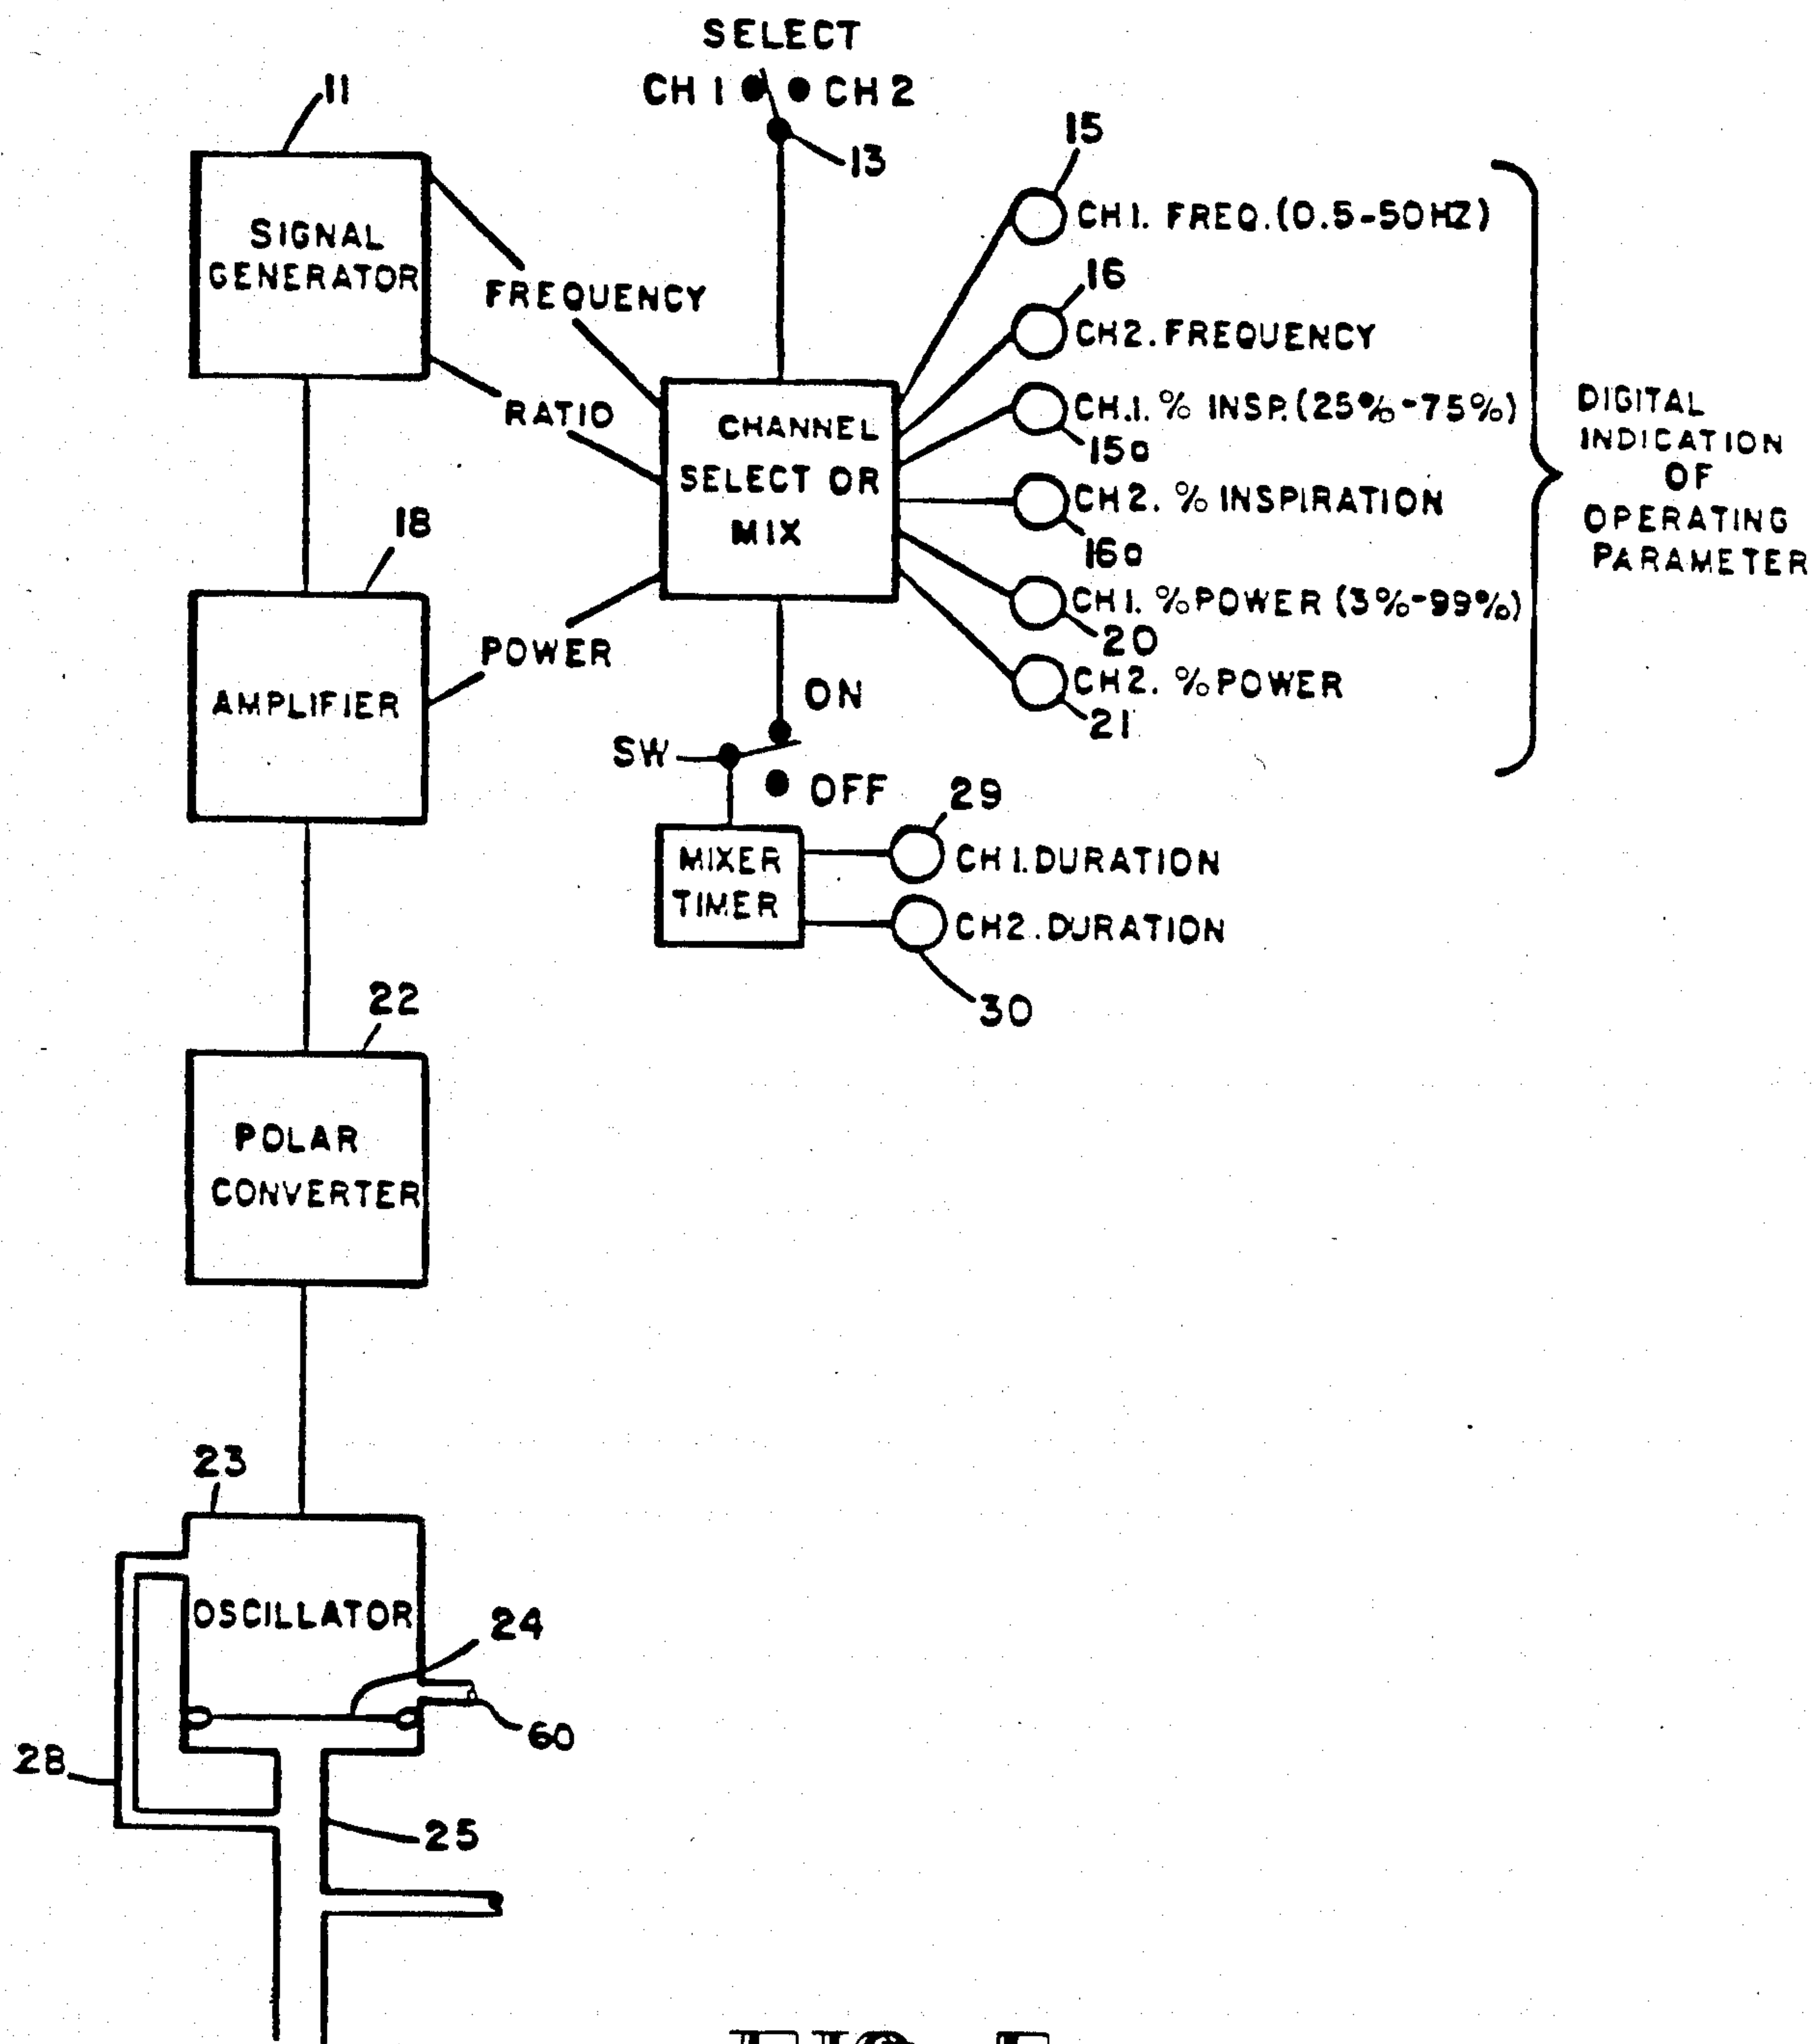 SELECT
CH 1 CH 2
13
11
SIGNAL
GENERATOR
FREQUENCY
RATIO
CHANNEL
SELECT OR
MIX
15
CH1. FREQ. (0.5-50HZ)
16
CH2. FREQUENCY
CH.1. % INSP. (25%-75%)
15a
CH2. % INSPIRATION
16a
CH1. % POWER (3%-99%)
20
CH2. % POWER
21
DIGITAL
INDICATION
OF
OPERATING
PARAMETER
18
AMPLIFIER
POWER
ON
SW
OFF
MIXER
TIMER
29
CH1. DURATION
CH2. DURATION
30
22
POLAR
CONVERTER
23
OSCILLATOR
24
60
28
25